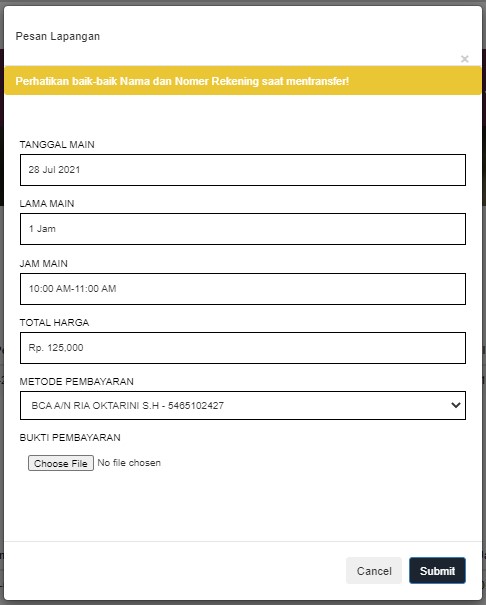 Pesan Lapangan
×
Perhatikan baik-baik Nama dan Nomer Rekening saat mentransfer!
TANGGAL MAIN
28 Jul 2021
LAMA MAIN
1 Jam
JAM MAIN
10:00 AM-11:00 AM
TOTAL HARGA
Rp. 125,000
METODE PEMBAYARAN
BCA A/N RIA OKTARINI S.H - 5465102427
BUKTI PEMBAYARAN
Choose File No file chosen
Cancel Submit